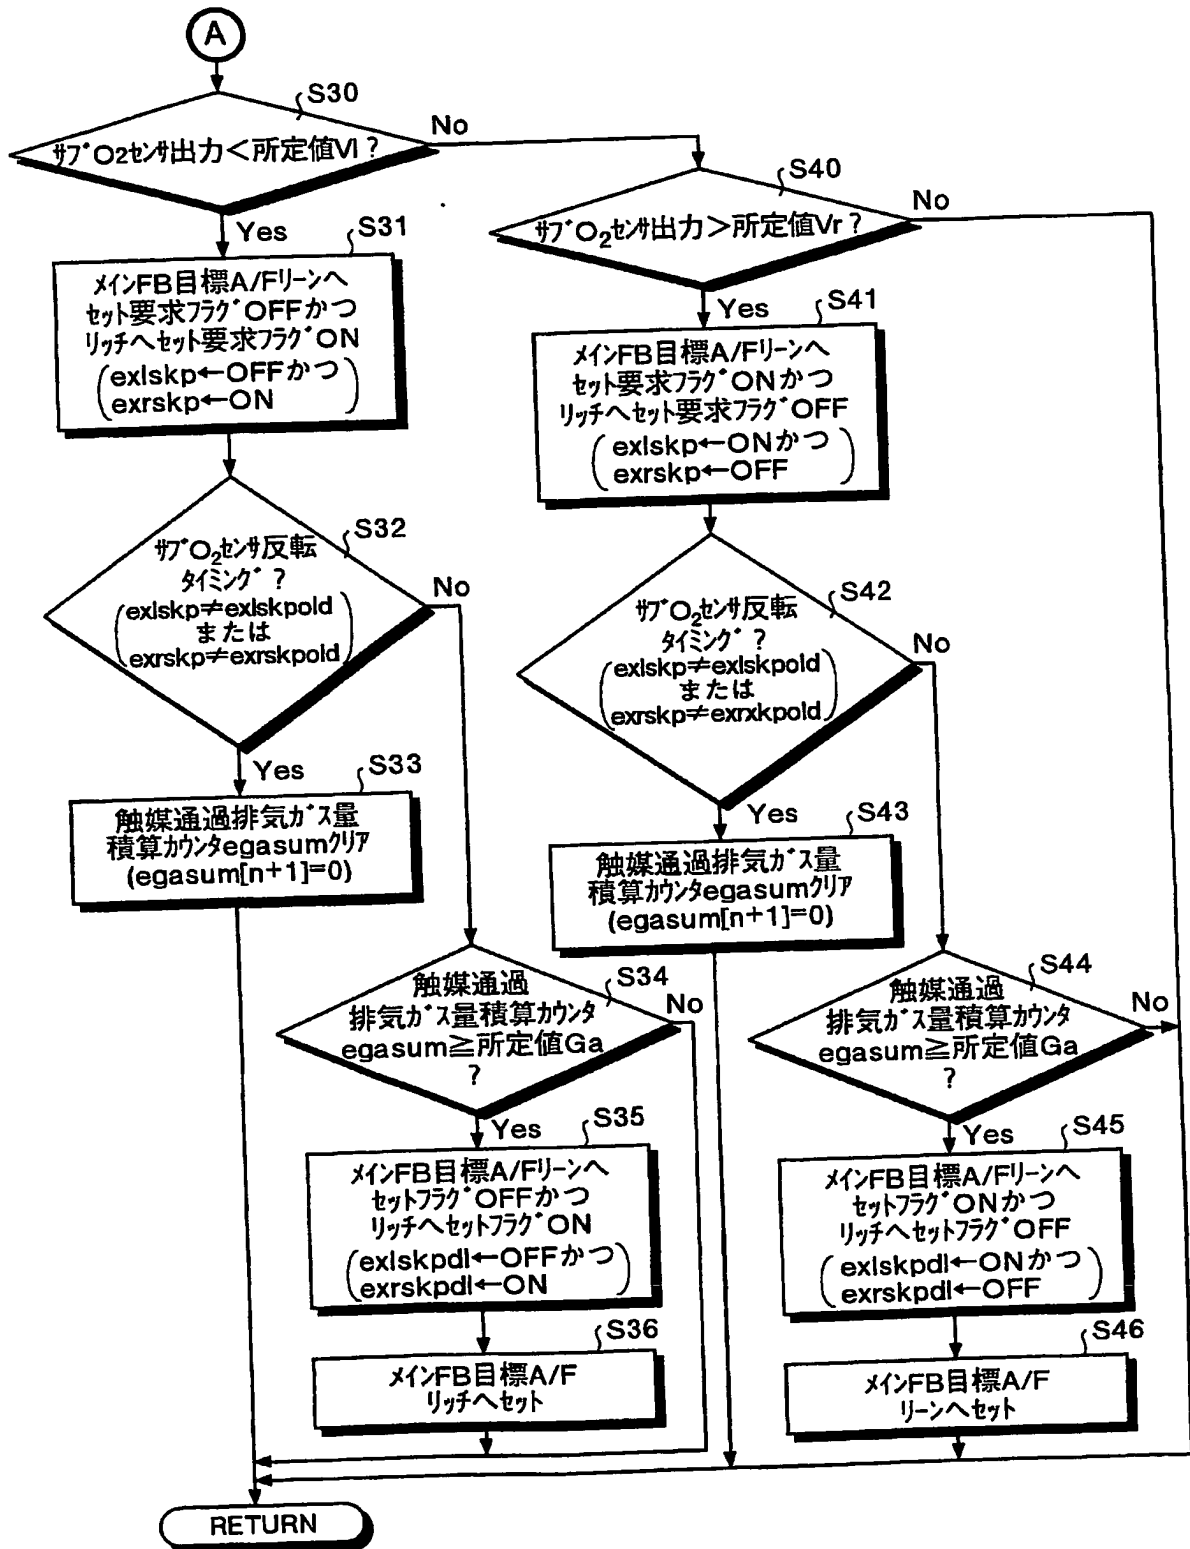 A
S30
サブO2センサ出力<所定値Vl?
No
Yes
S31
メインFB目標A/Fリーンへ
セット要求フラグOFFかつ
リッチへセット要求フラグON
(exlskp←OFFかつ
exrskp←ON)
S32
サブO2センサ反転
タイミング?
(exlskp≠exlskpold
または
exrskp≠exrskpold)
No
Yes
S33
触媒通過排気ガス量
積算カウンタegasumクリア
(egasum[n+1]=0)
S34
触媒通過
排気ガス量積算カウンタ
egasum≧所定値Ga
?
No
Yes
S35
メインFB目標A/Fリーンへ
セットフラグOFFかつ
リッチへセットフラグON
(exlskpdl←OFFかつ
exrskpdl←ON)
S36
メインFB目標A/F
リッチへセット
S40
サブO2センサ出力>所定値Vr?
No
Yes
S41
メインFB目標A/Fリーンへ
セット要求フラグONかつ
リッチへセット要求フラグOFF
(exlskp←ONかつ
exrskp←OFF)
S42
サブO2センサ反転
タイミング?
(exlskp≠exlskpold
または
exrskp≠exrxkpold)
No
Yes
S43
触媒通過排気ガス量
積算カウンタegasumクリア
(egasum[n+1]=0)
S44
触媒通過
排気ガス量積算カウンタ
egasum≧所定値Ga
?
No
Yes
S45
メインFB目標A/Fリーンへ
セットフラグONかつ
リッチへセットフラグOFF
(exlskpdl←ONかつ
exrskpdl←OFF)
S46
メインFB目標A/F
リーンへセット
RETURN